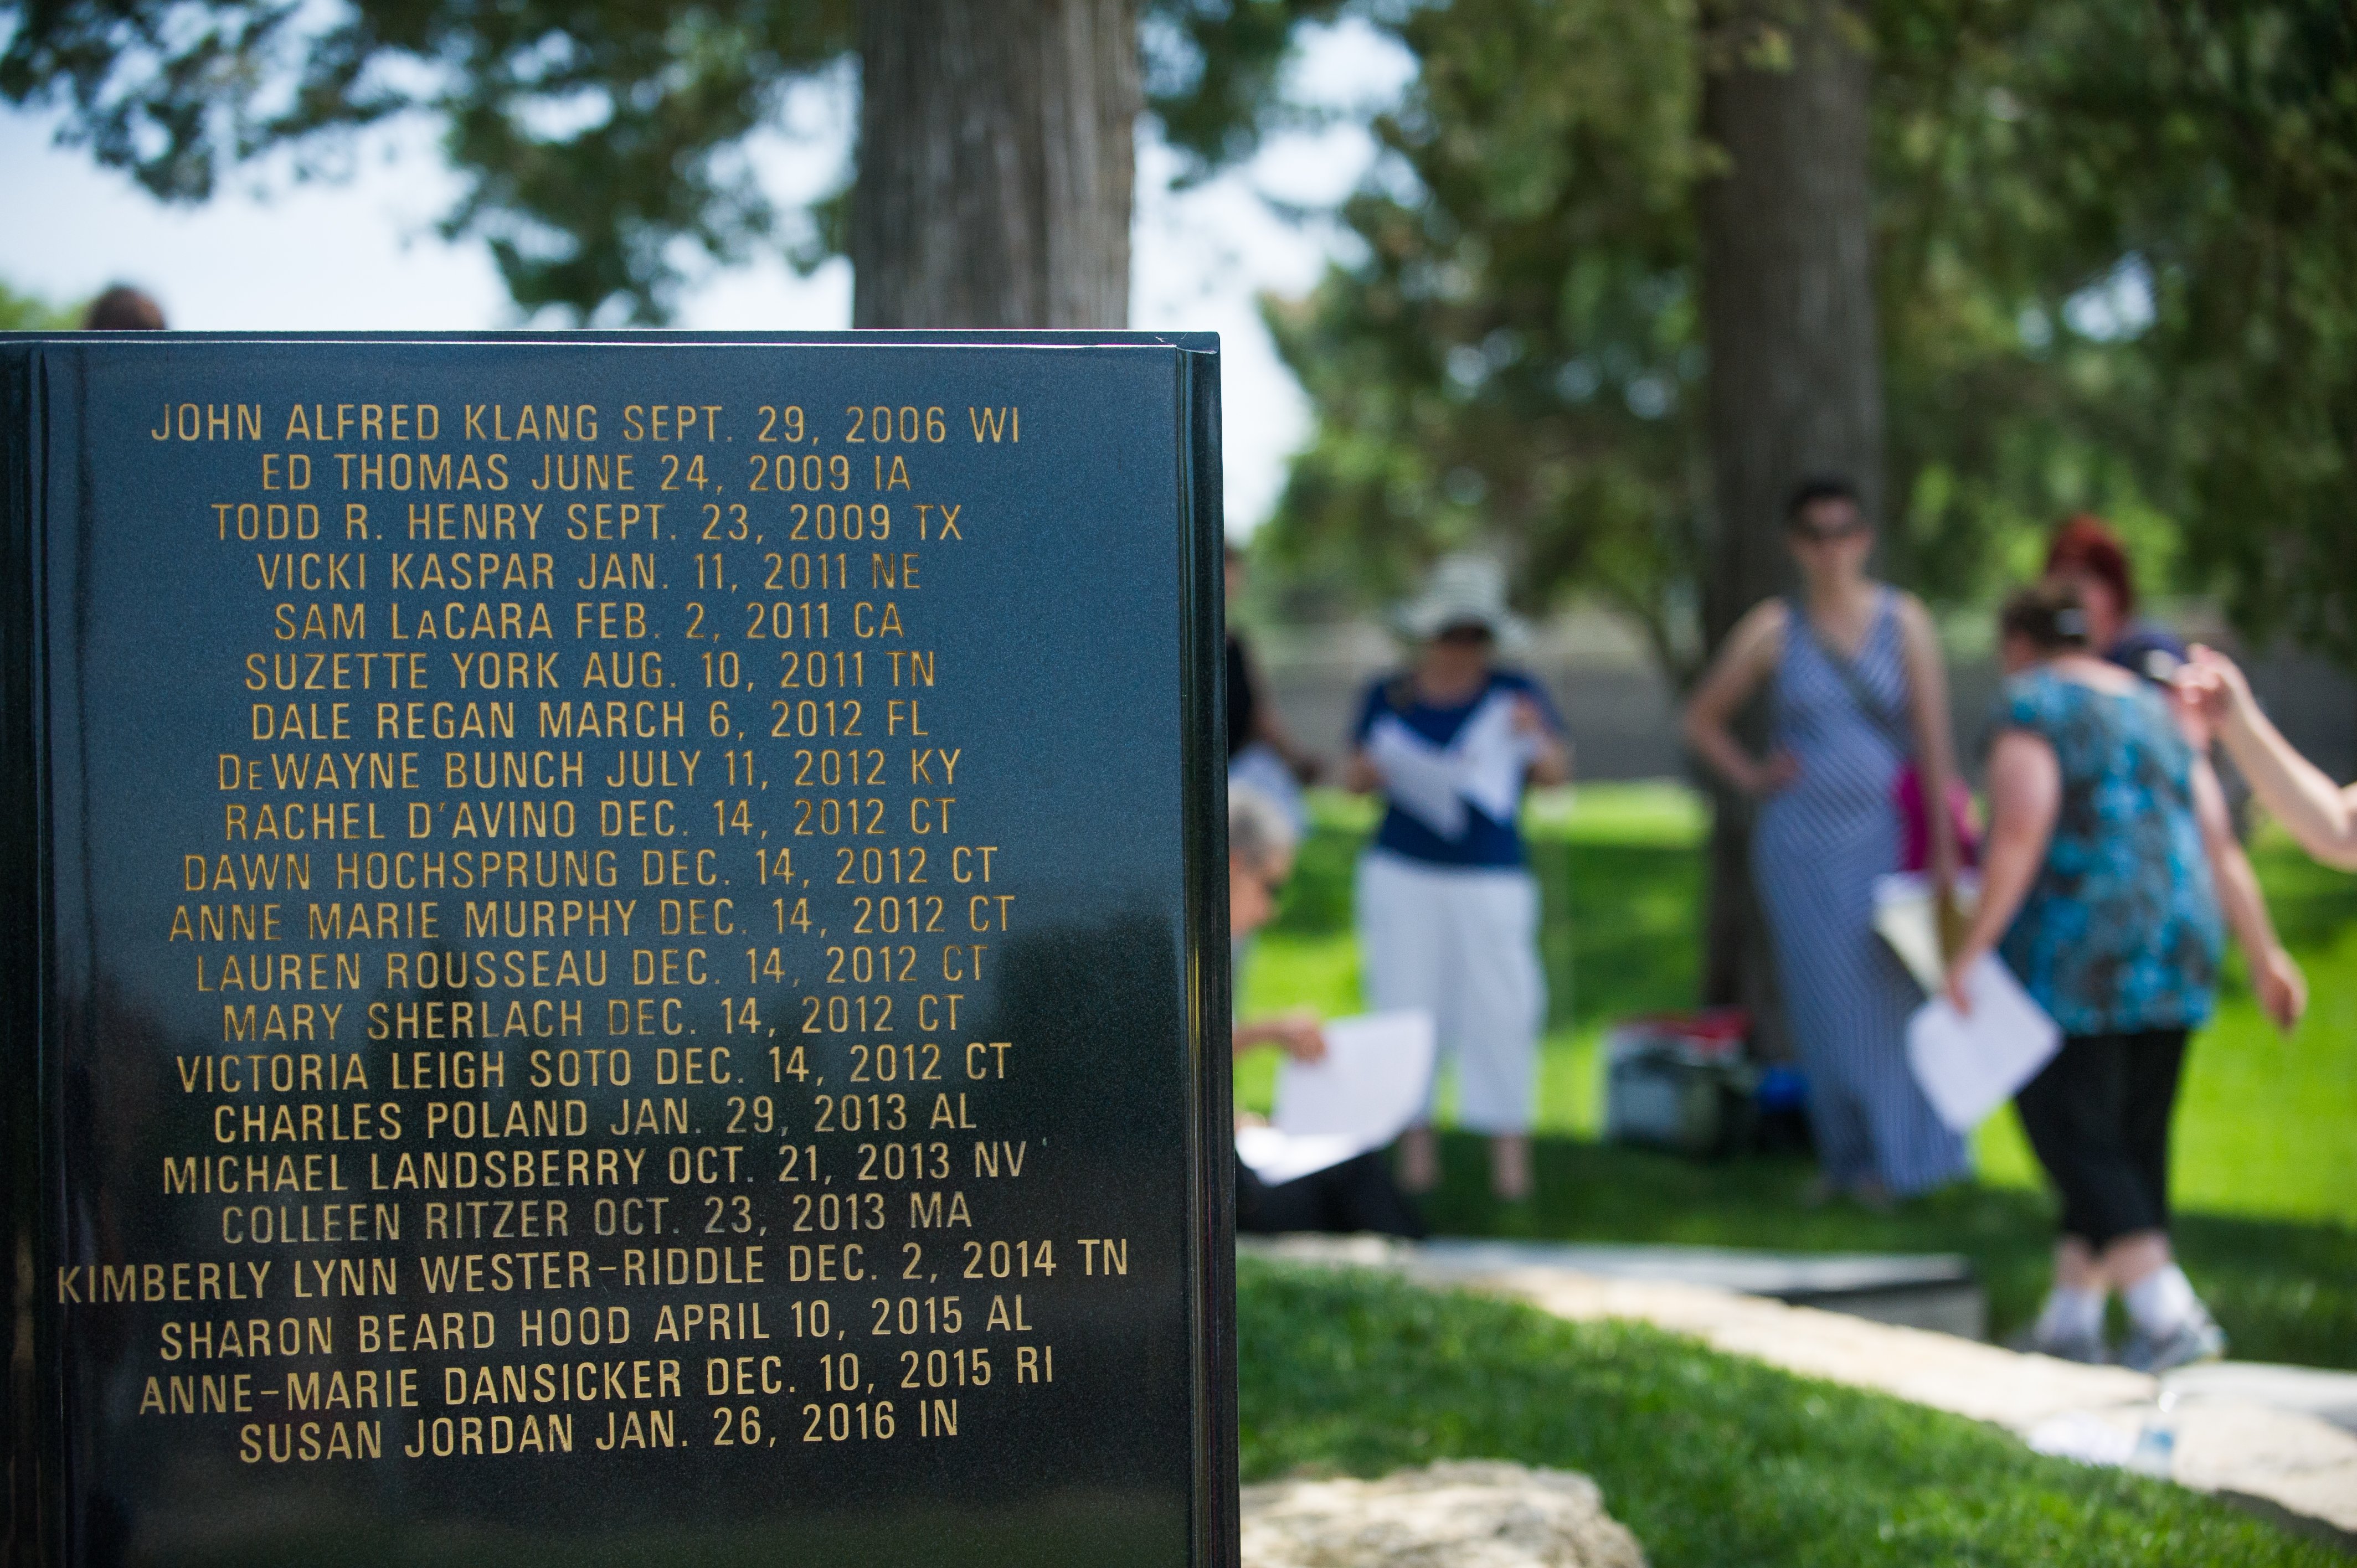 JOHN ALFRED KLANG SEPT. 29, 2006 WI
ED THOMAS JUNE 24, 2009 IA
TODD R. HENRY SEPT. 23, 2009 TX
VICKI KASPAR JAN. 11, 2011 NE
SAM LaCARA FEB. 2, 2011 CA
SUZETTE YORK AUG. 10, 2011 TN
DALE REGAN MARCH 6, 2012 FL
DeWAYNE BUNCH JULY 11, 2012 KY
RACHEL D'AVINO DEC. 14, 2012 CT
DAWN HOCHSPRUNG DEC. 14, 2012 CT
ANNE MARIE MURPHY DEC. 14, 2012 CT
LAUREN ROUSSEAU DEC. 14, 2012 CT
MARY SHERLACH DEC. 14, 2012 CT
VICTORIA LEIGH SOTO DEC. 14, 2012 CT
CHARLES POLAND JAN. 29, 2013 AL
MICHAEL LANDSBERRY OCT. 21, 2013 NV
COLLEEN RITZER OCT. 23, 2013 MA
KIMBERLY LYNN WESTER-RIDDLE DEC. 2, 2014 TN
SHARON BEARD HOOD APRIL 10, 2015 AL
ANNE-MARIE DANSICKER DEC. 10, 2015 RI
SUSAN JORDAN JAN. 26, 2016 IN